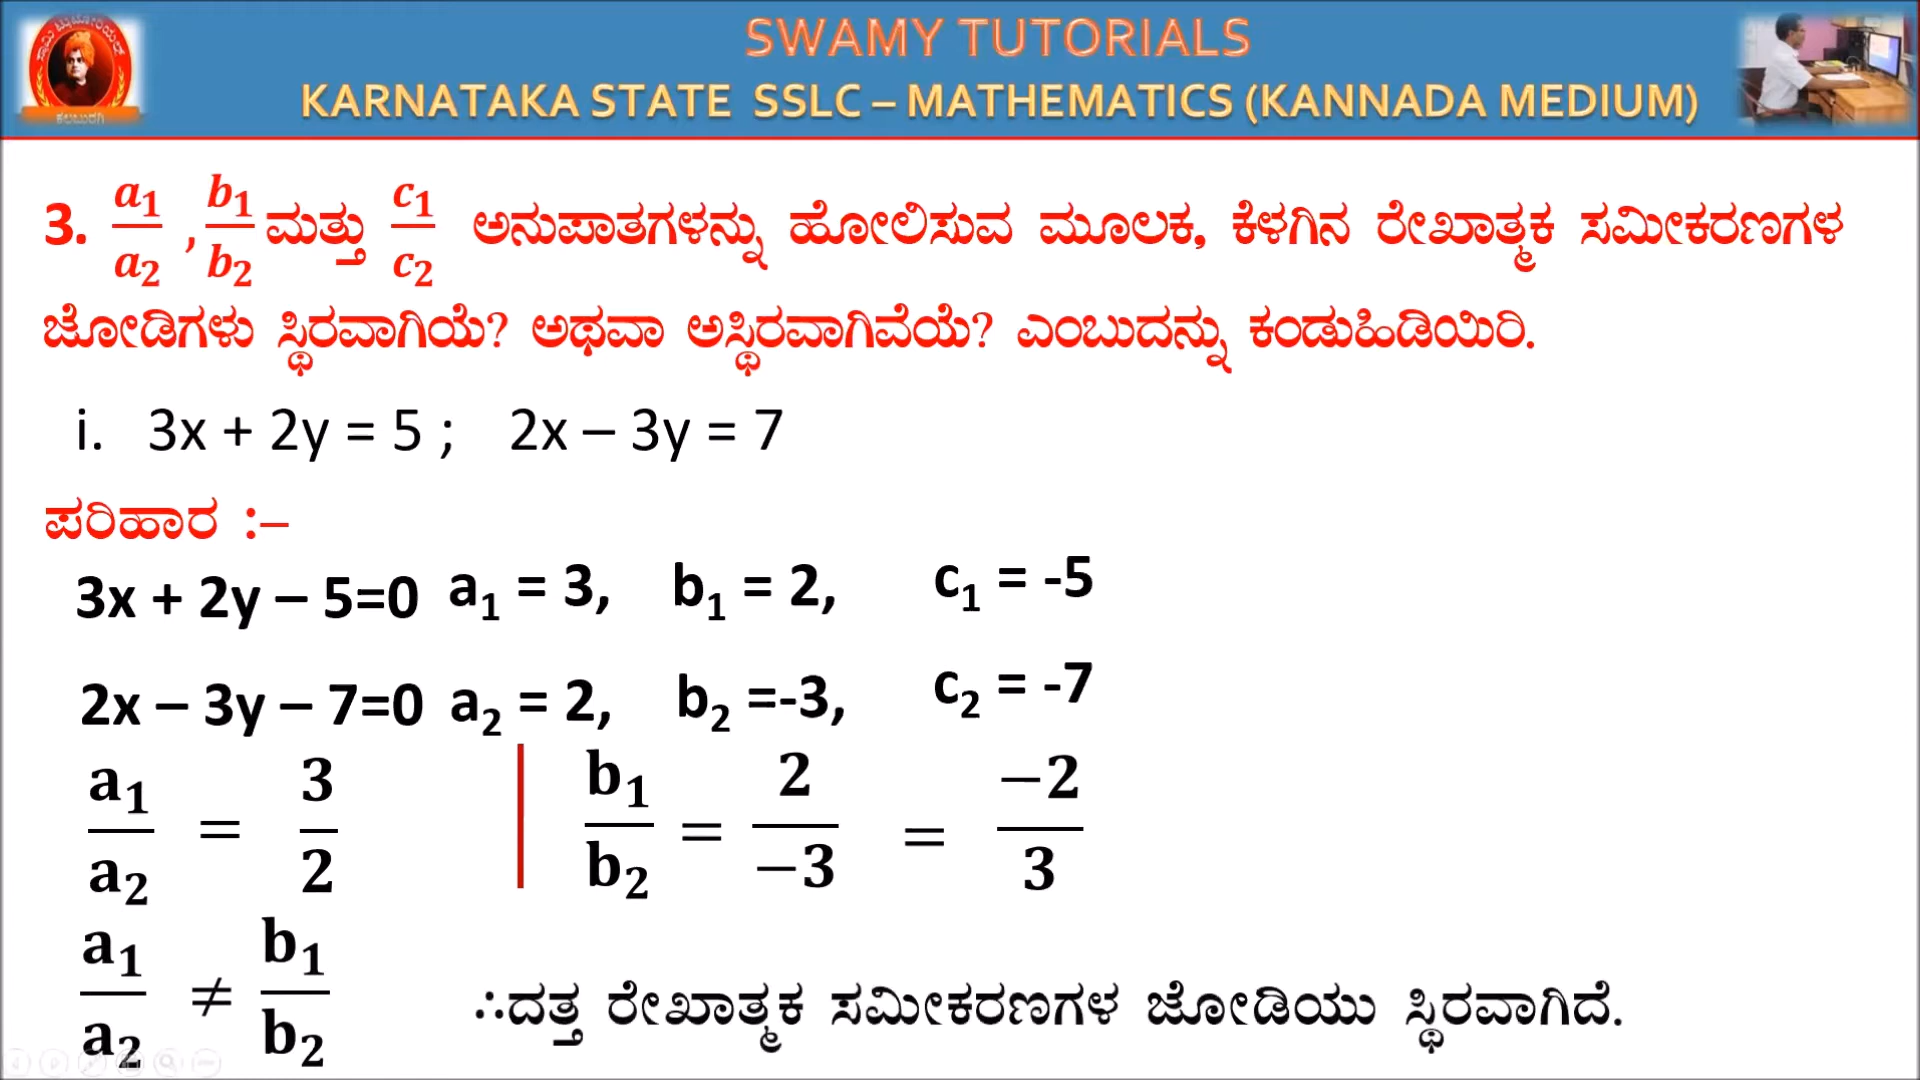 SWAMY TUTORIALS
KARNATAKA STATE SSLC – MATHEMATICS (KANNADA MEDIUM)
ಕಲಬುರಗಿ
3. a₁/a₂ , b₁/b₂ ಮತ್ತು c₁/c₂ ಅನುಪಾತಗಳನ್ನು ಹೋಲಿಸುವ ಮೂಲಕ, ಕೆಳಗಿನ ರೇಖಾತ್ಮಕ ಸಮೀಕರಣಗಳ
ಜೋಡಿಗಳು ಸ್ಥಿರವಾಗಿಯೆ? ಅಥವಾ ಅಸ್ಥಿರವಾಗಿವೆಯೆ? ಎಂಬುದನ್ನು ಕಂಡುಹಿಡಿಯಿರಿ.
i. 3x + 2y = 5 ; 2x – 3y = 7
ಪರಿಹಾರ :–
3x + 2y – 5=0 a₁ = 3, b₁ = 2, c₁ = -5
2x – 3y – 7=0 a₂ = 2, b₂ =-3, c₂ = -7
a₁/a₂ = 3/2 | b₁/b₂ = 2/−3 = −2/3
a₁/a₂ ≠ b₁/b₂ ∴ದತ್ತ ರೇಖಾತ್ಮಕ ಸಮೀಕರಣಗಳ ಜೋಡಿಯು ಸ್ಥಿರವಾಗಿದೆ.